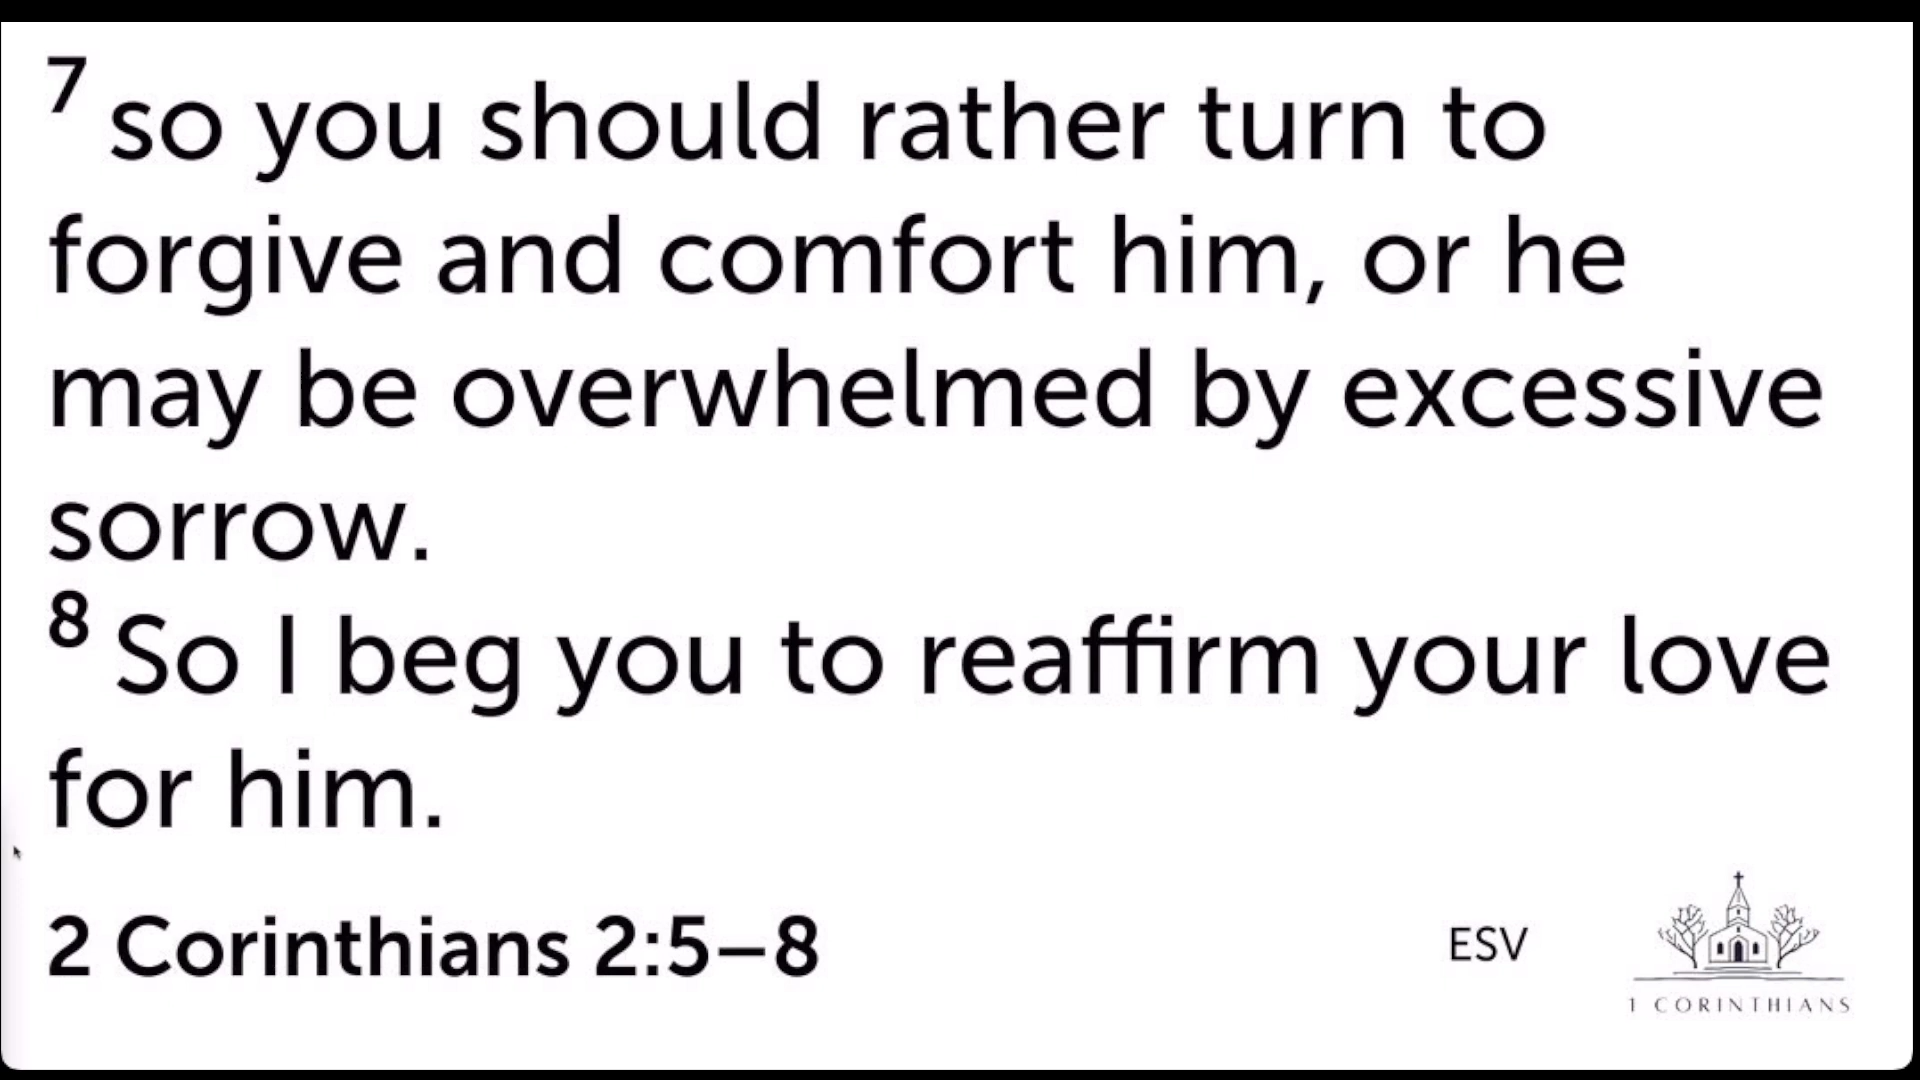 7 so you should rather turn to
forgive and comfort him, or he
may be overwhelmed by excessive
sorrow.
8 So I beg you to reaffirm your love
for him.
2 Corinthians 2:5–8
ESV
1 CORINTHIANS